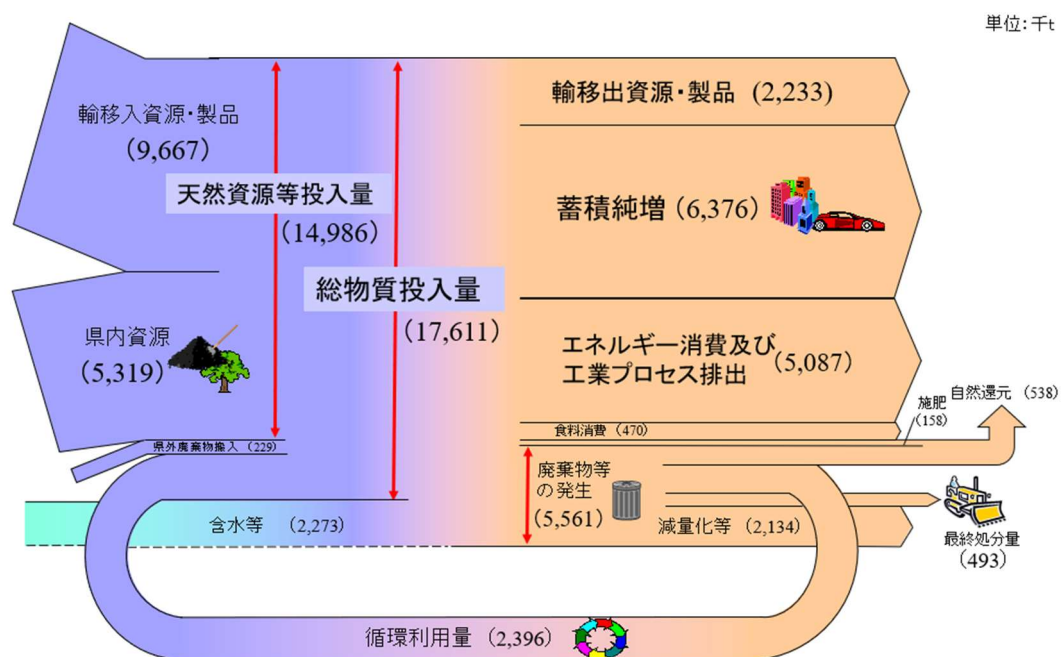 単位:千t
輸移入資源・製品
(9,667)
天然資源等投入量
(14,986)
総物質投入量
(17,611)
県内資源
(5,319)
県外廃棄物搬入 (229)
含水等 (2,273)
輸移出資源・製品 (2,233)
蓄積純増 (6,376)
エネルギー消費及び
工業プロセス排出
(5,087)
食料消費 (470)
施肥
(158)
自然還元 (538)
廃棄物等
の発生
(5,561)
減量化等 (2,134)
最終処分量
(493)
循環利用量 (2,396)